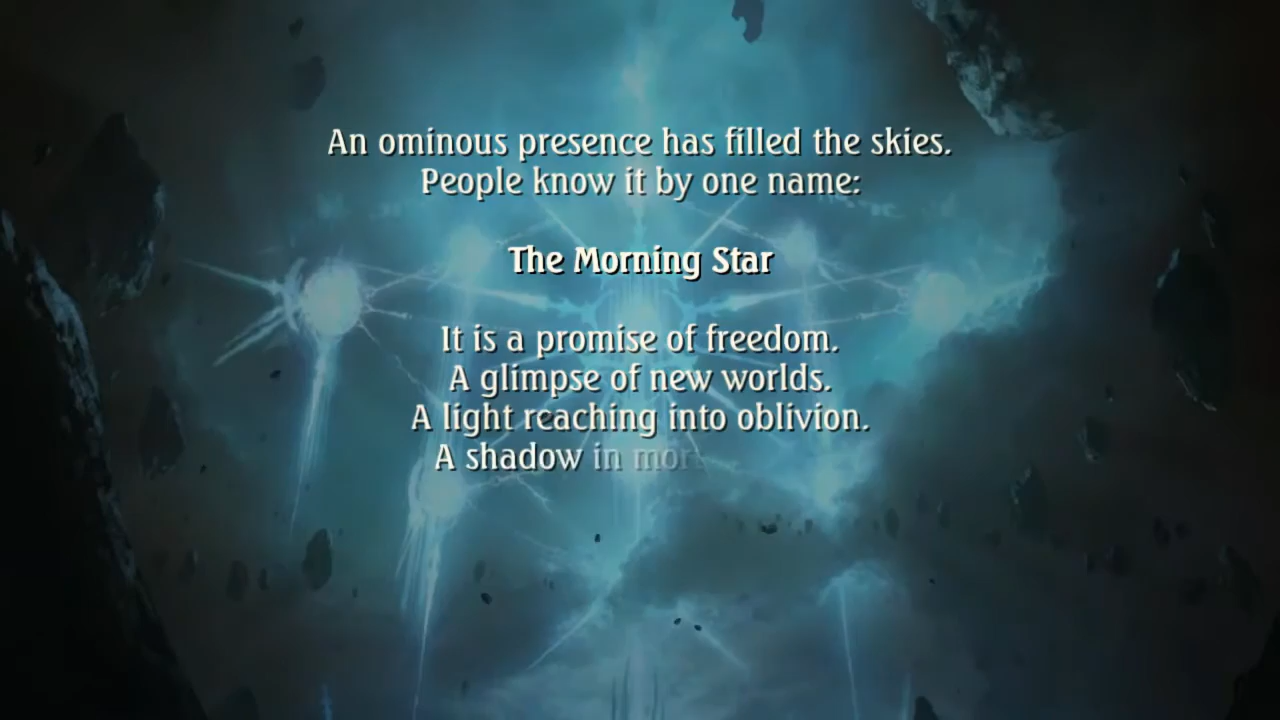 An ominous presence has filled the skies.
People know it by one name:
The Morning Star
It is a promise of freedom.
A glimpse of new worlds.
A light reaching into oblivion.
A shadow in